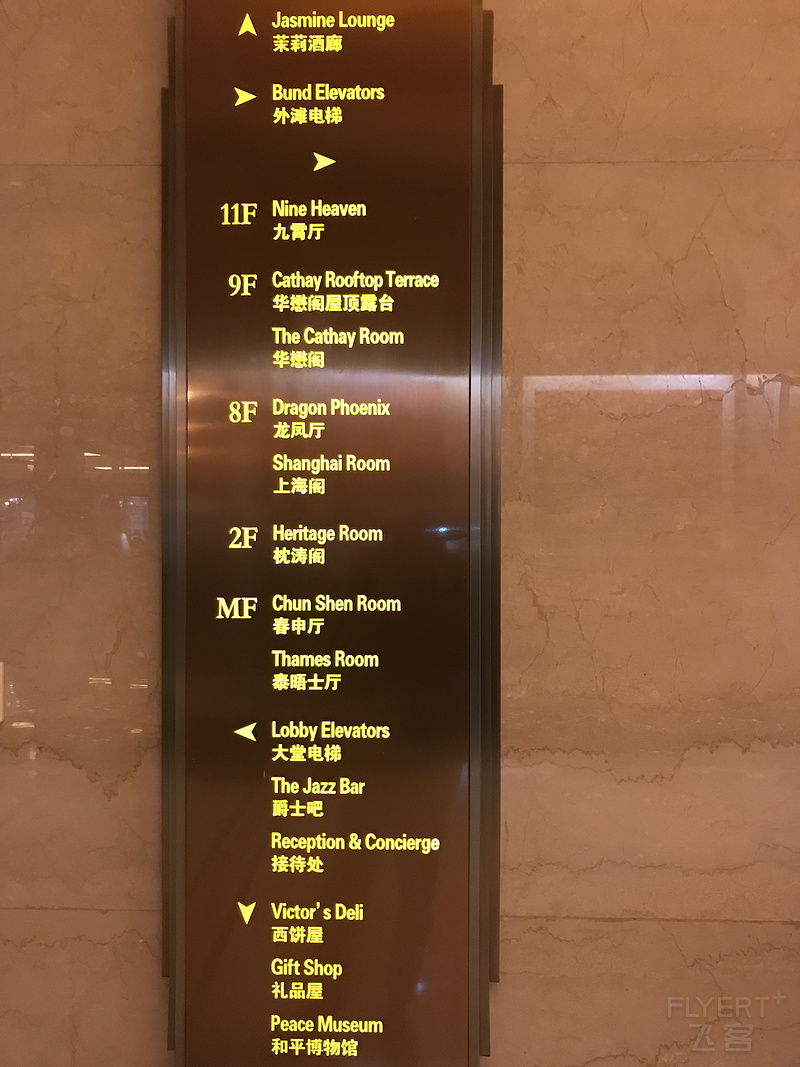 Jasmine Lounge
茉莉酒廊
Bund Elevators
外滩电梯
11F Nine Heaven
九霄厅
9F Cathay Rooftop Terrace
华懋阁屋顶露台
The Cathay Room
华懋阁
8F Dragon Phoenix
龙凤厅
Shanghai Room
上海阁
2F Heritage Room
枕涛阁
MF Chun Shen Room
春申厅
Thames Room
泰晤士厅
Lobby Elevators
大堂电梯
The Jazz Bar
爵士吧
Reception & Concierge
接待处
Victor's Deli
西饼屋
Gift Shop
礼品屋
Peace Museum
和平博物馆
FLYERT+
飞客